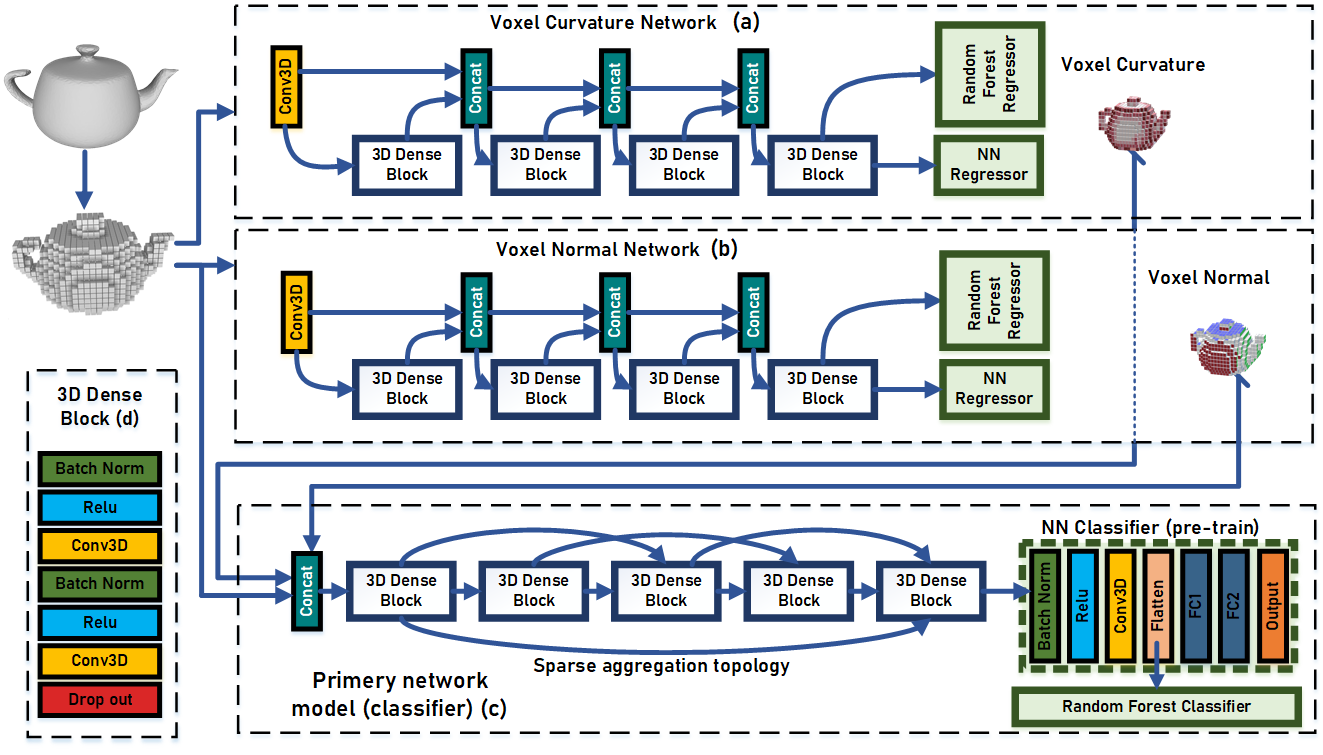 Voxel Curvature Network (a)
Conv3D
Concat
Concat
Concat
3D Dense
Block
3D Dense
Block
3D Dense
Block
3D Dense
Block
Random
Forest
Regressor
NN
Regressor
Voxel Curvature
Voxel Normal Network (b)
Conv3D
Concat
Concat
Concat
3D Dense
Block
3D Dense
Block
3D Dense
Block
3D Dense
Block
Random
Forest
Regressor
NN
Regressor
Voxel Normal
3D Dense
Block (d)
Batch Norm
Relu
Conv3D
Batch Norm
Relu
Conv3D
Drop out
Concat
3D Dense
Block
3D Dense
Block
3D Dense
Block
3D Dense
Block
3D Dense
Block
Sparse aggregation topology
Primery network
model (classifier) (c)
NN Classifier (pre-train)
Batch Norm
Relu
Conv3D
Flatten
FC1
FC2
Output
Random Forest Classifier